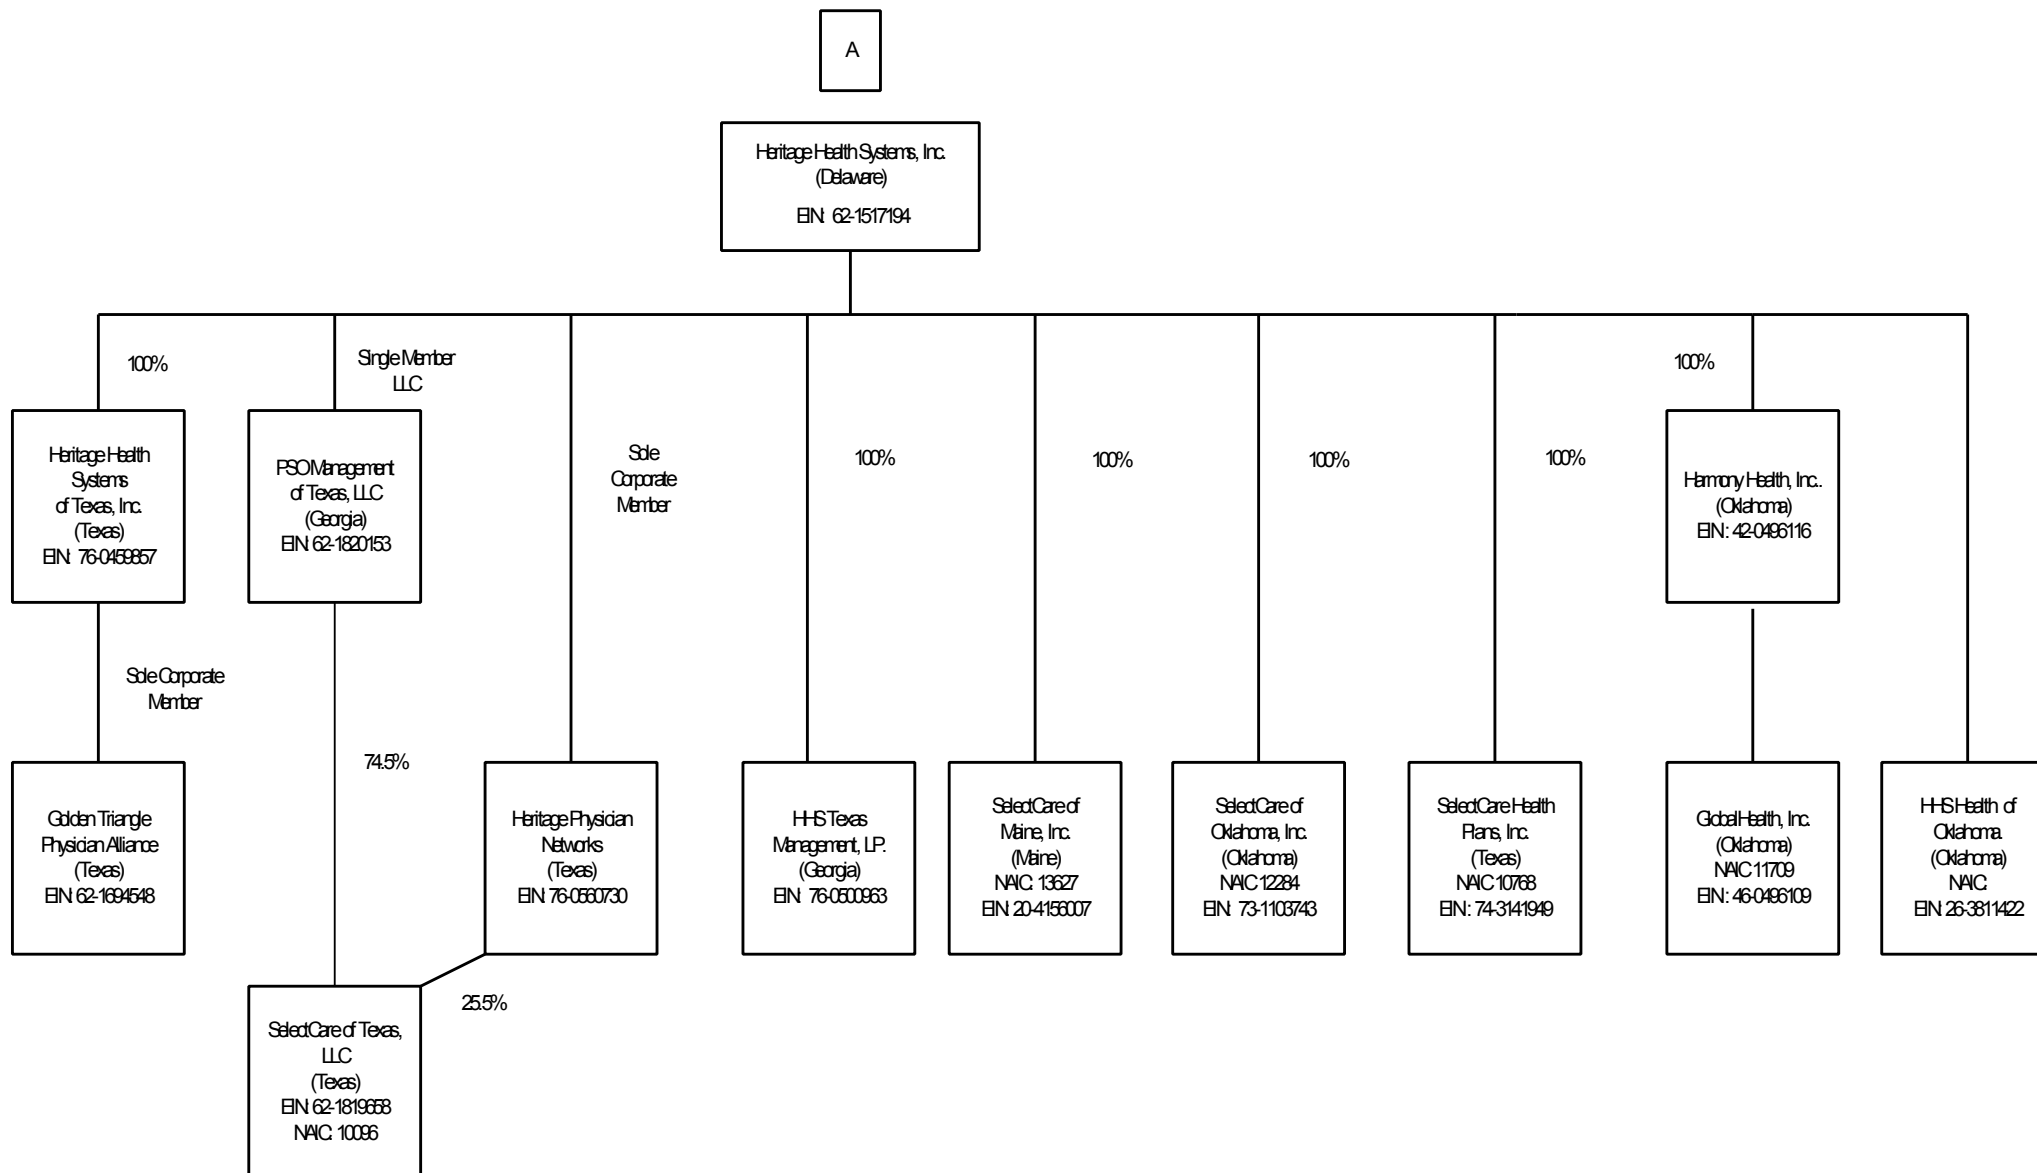 A
Heritage Health Systems, Inc.
(Delaware)
EIN: 62-1517194
100%
Single Member
LLC
100%
Heritage Health
Systems
of Texas, Inc.
(Texas)
EIN: 76-0459857
PSO Management
of Texas, LLC
(Georgia)
EIN: 62-1820153
Sole
Corporate
Member
100%
100%
100%
100%
Harmony Health, Inc..
(Oklahoma)
EIN: 42-0496116
Sole Corporate
Member
74.5%
Golden Triangle
Physician Alliance
(Texas)
EIN: 62-1694548
Heritage Physician
Networks
(Texas)
EIN: 76-0560730
HHS Texas
Management, LP.
(Georgia)
EIN: 76-0500963
SelectCare of
Maine, Inc.
(Maine)
NAIC: 13627
EIN: 20-4156007
SelectCare of
Oklahoma, Inc.
(Oklahoma)
NAIC 12284
EIN: 73-1103743
SelectCare Health
Plans, Inc.
(Texas)
NAIC 10768
EIN: 74-3141949
GlobalHealth, Inc.
(Oklahoma)
NAIC 11709
EIN: 46-0496109
HHS Health of
Oklahoma
(Oklahoma)
NAIC:
EIN: 26-3811422
25.5%
SelectCare of Texas,
LLC
(Texas)
EIN: 62-1819658
NAIC: 10096